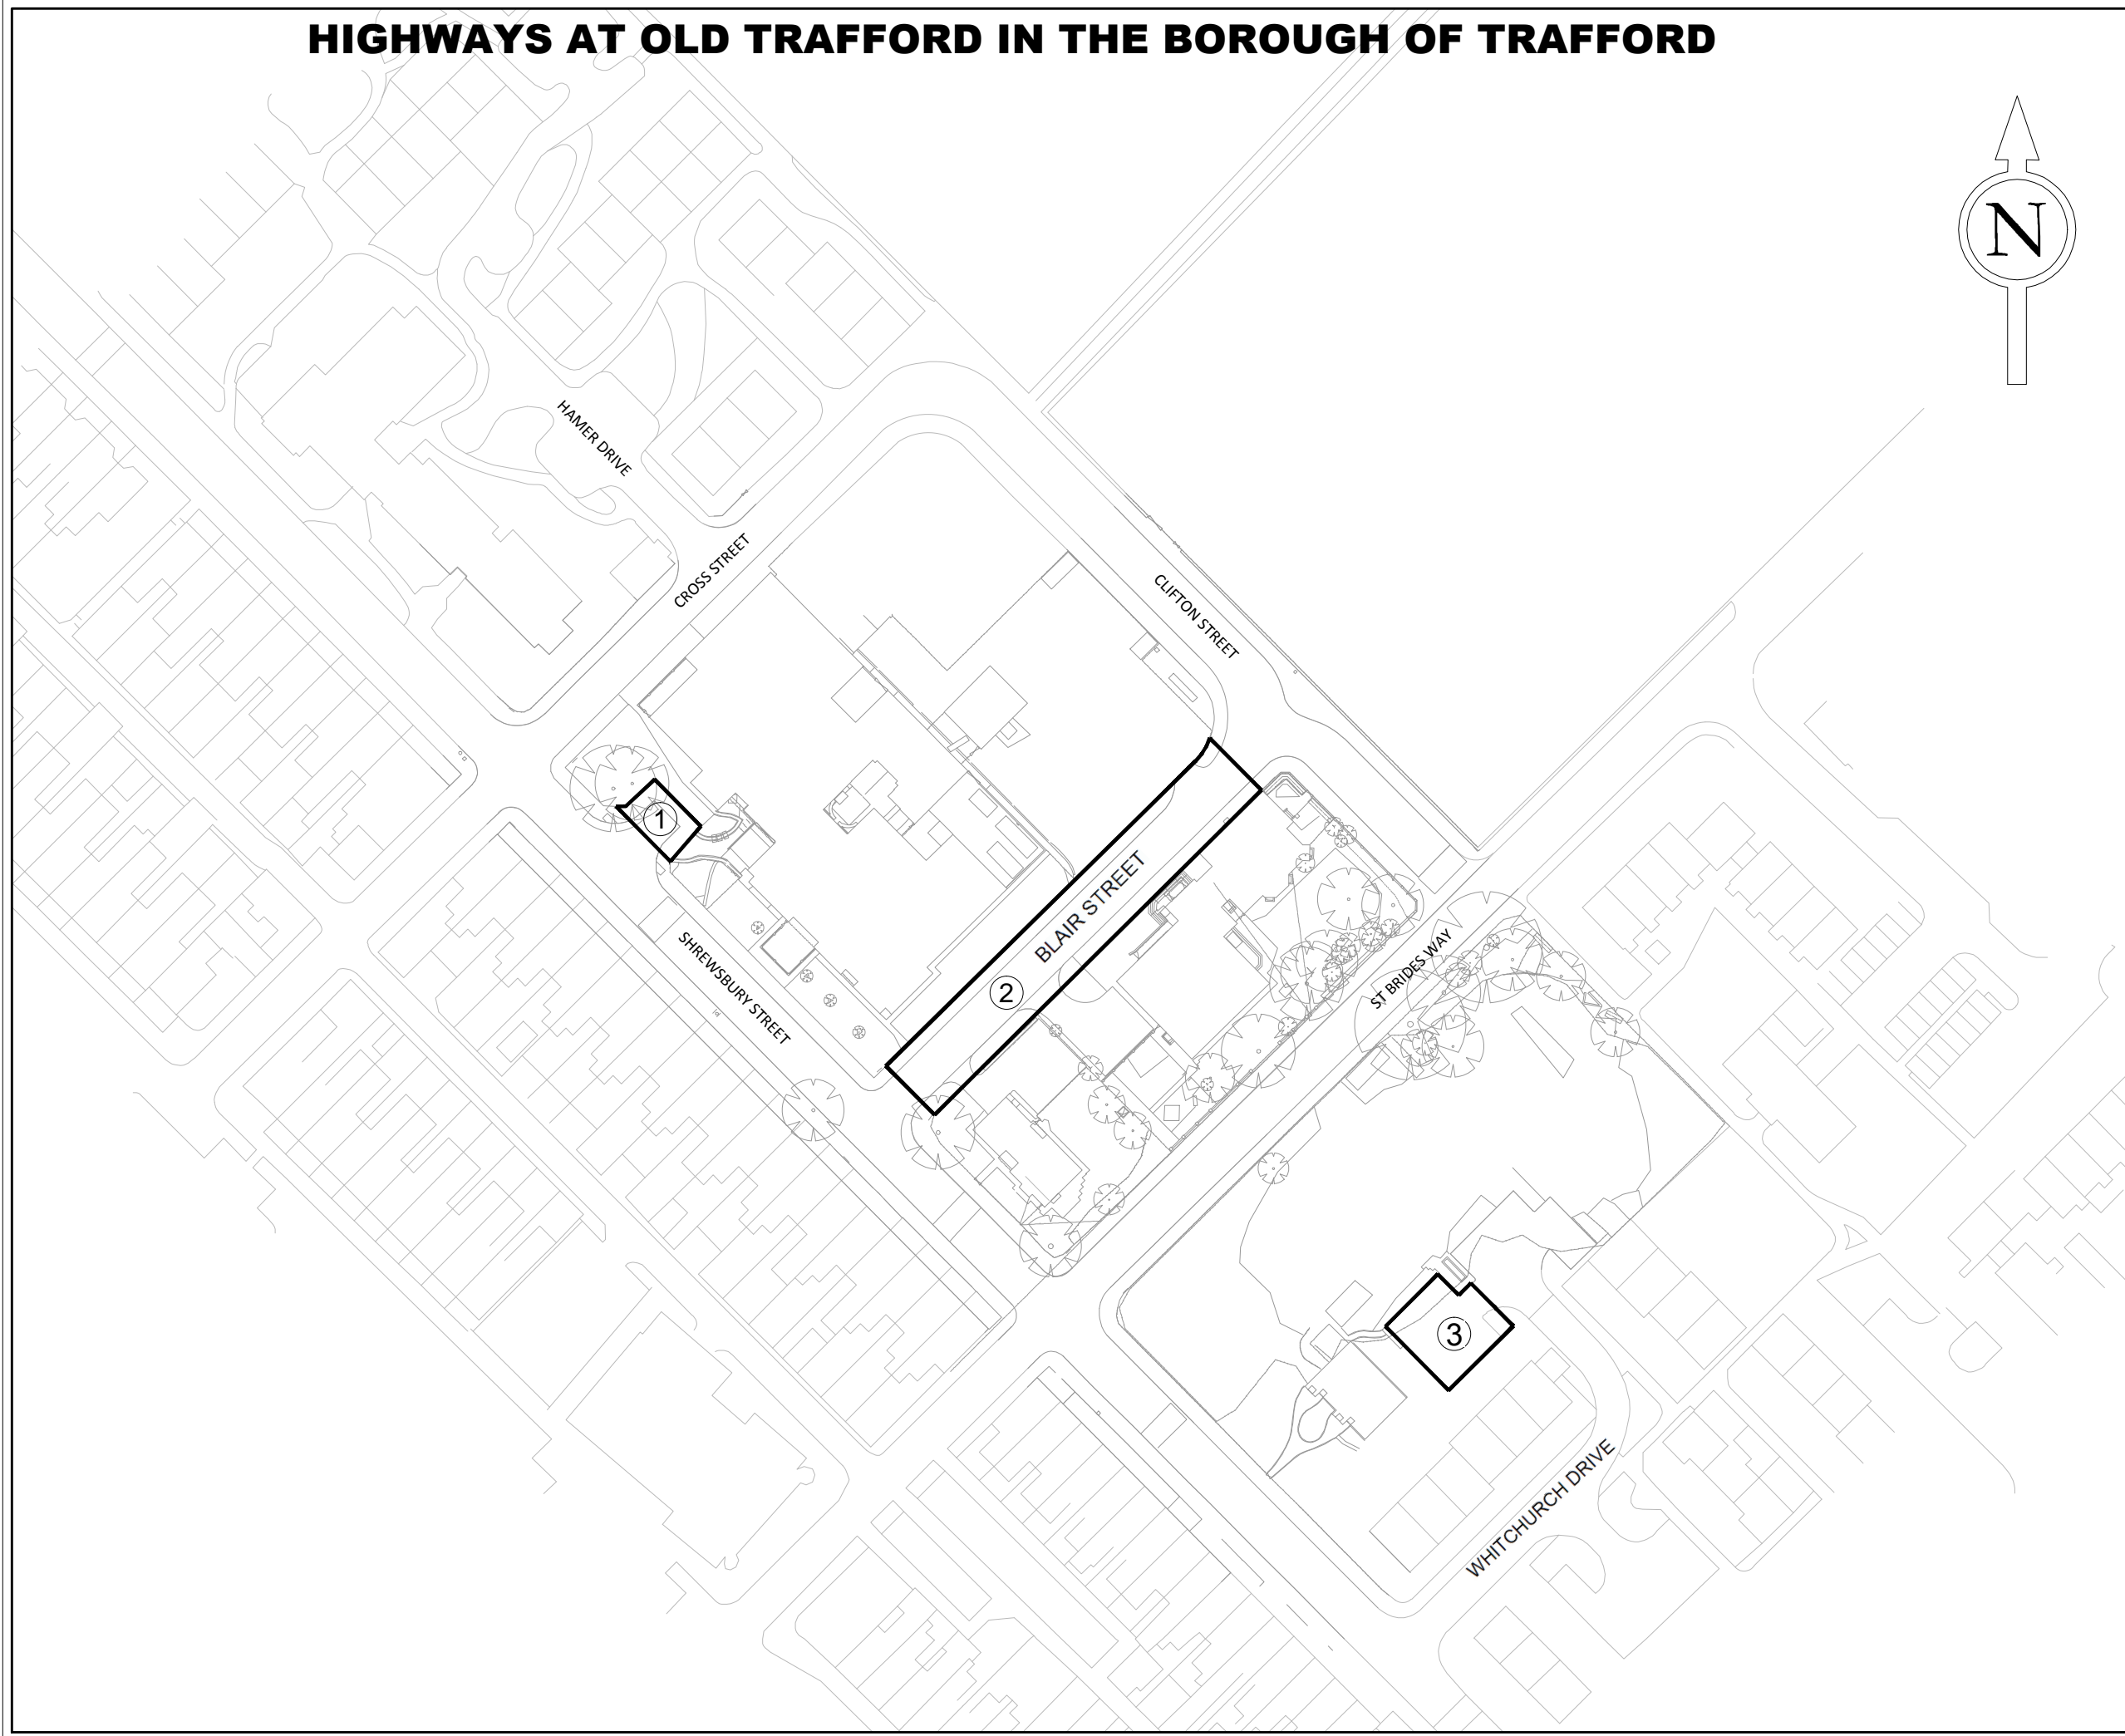 HIGHWAYS AT OLD TRAFFORD IN THE BOROUGH OF TRAFFORD
N
HAMER DRIVE
CROSS STREET
CLIFTON STREET
1
BLAIR STREET
SHREWSBURY STREET
2
ST BRIDES WAY
3
WHITCHURCH DRIVE